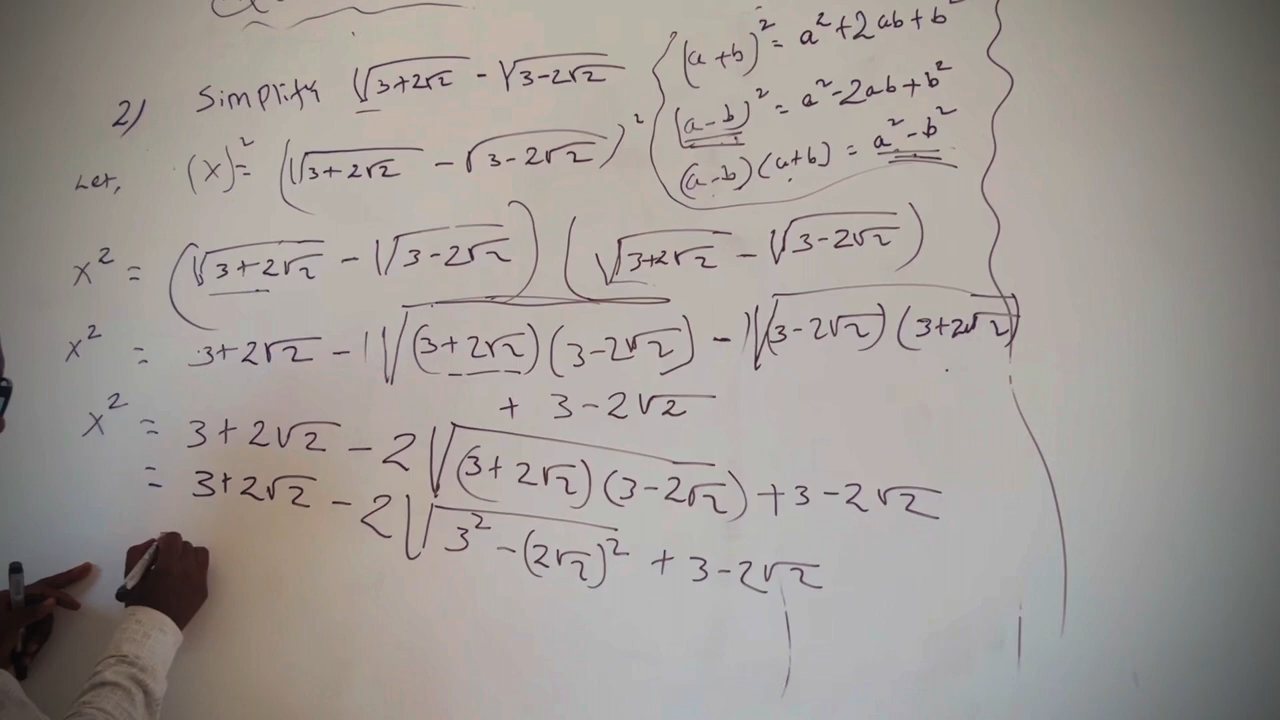 2) Simplify √(3+2√2) - √(3-2√2)
(a+b)² = a²+2ab+b²
(a-b)² = a²-2ab+b²
(a-b)(a+b) = a²-b²
Let, (x)² = (√(3+2√2) - √(3-2√2))²
x² = (√(3+2√2) - √(3-2√2)) (√(3+2√2) - √(3-2√2))
x² = 3+2√2 - √((3+2√2)(3-2√2)) - √((3-2√2)(3+2√2))
+ 3-2√2
x² = 3+2√2 - 2√((3+2√2)(3-2√2)) + 3-2√2
= 3+2√2 - 2√(3²-(2√2)²) + 3-2√2